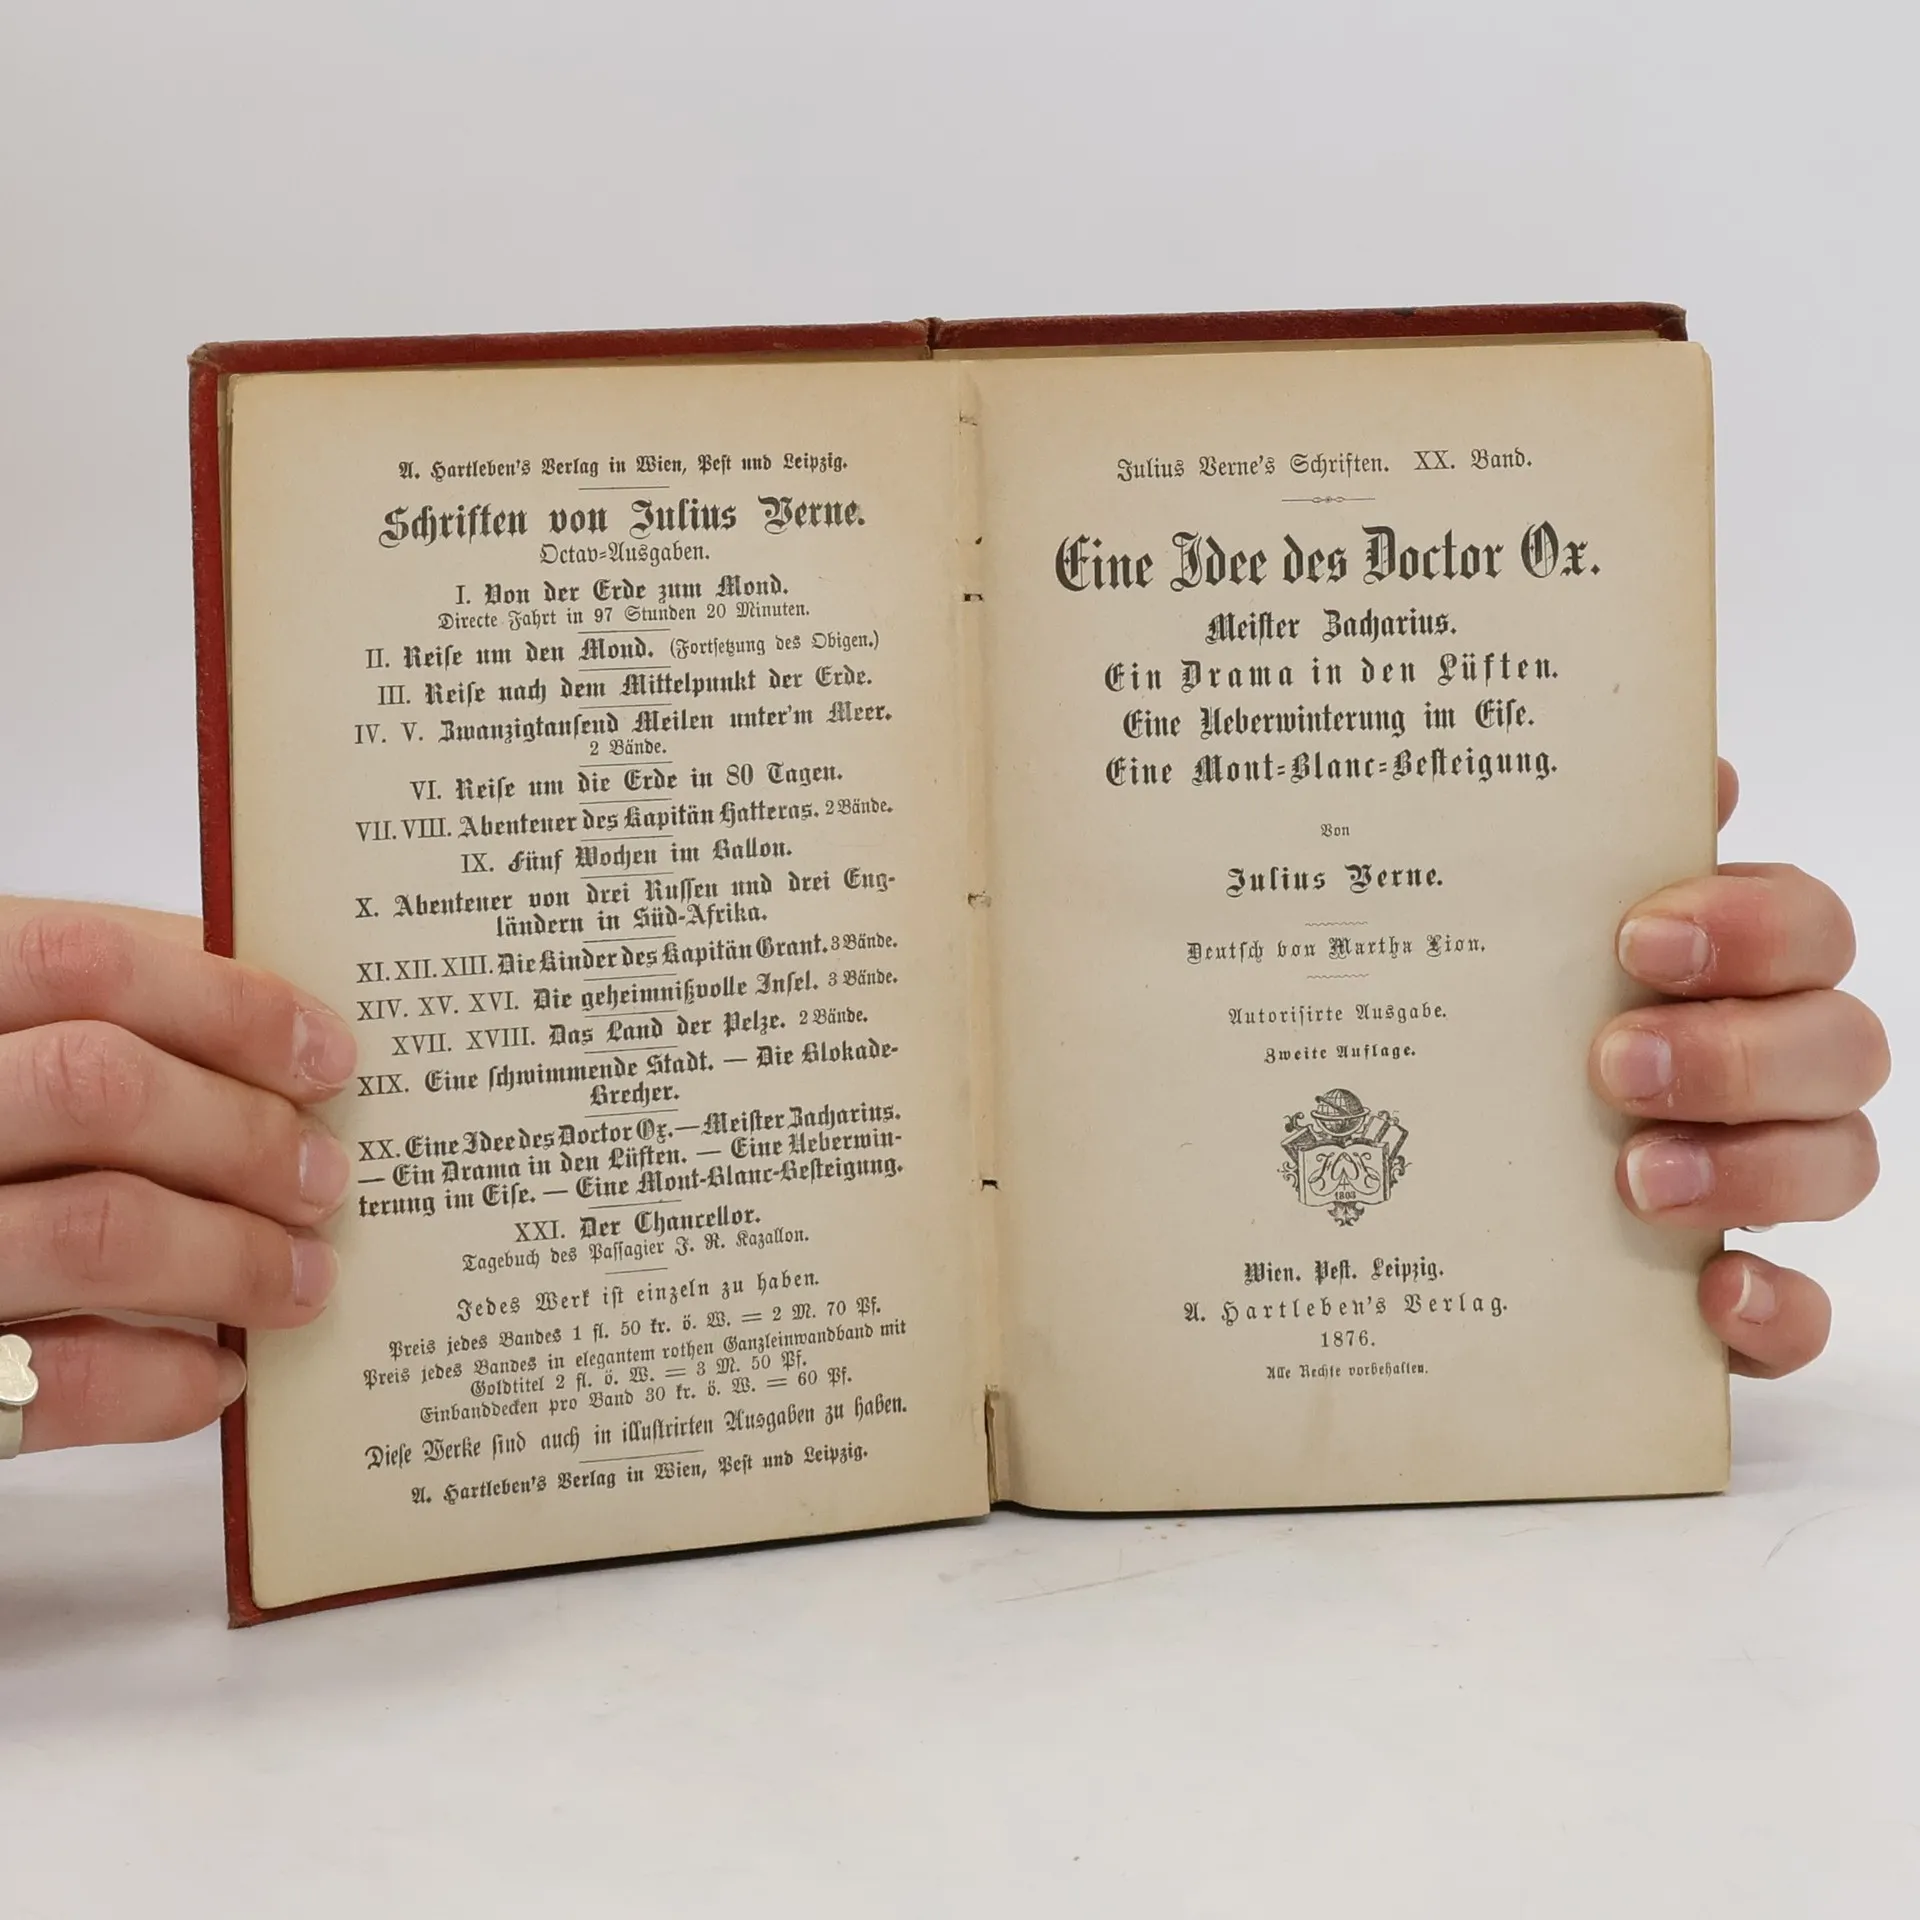 A. Hartleben's Verlag in Wien, Pest und Leipzig.
Schriften von Julius Verne.
Octav-Ausgaben.
I. Von der Erde zum Mond.
Directe Fahrt in 97 Stunden 20 Minuten.
II. Reise um den Mond. (Fortsetzung des Obigen.)
III. Reise nach dem Mittelpunkt der Erde.
IV. V. Zwanzigtausend Meilen unter'm Meer.
2 Bände.
VI. Reise um die Erde in 80 Tagen.
VII. VIII. Abenteuer des Kapitän Hatteras. 2 Bände.
IX. Fünf Wochen im Ballon.
X. Abenteuer von drei Russen und drei Eng-
ländern in Süd-Afrika.
XI. XII. XIII. Die Kinder des Kapitän Grant. 3 Bände.
XIV. XV. XVI. Die geheimnißvolle Insel. 3 Bände.
XVII. XVIII. Das Land der Pelze. 2 Bände.
XIX. Eine schwimmende Stadt. — Die Blokade-
Brecher.
XX. Eine Idee des Doctor Ox. — Meister Zacharius.
— Ein Drama in den Lüften. — Eine Ueberwin-
terung im Eise. — Eine Mont-Blanc-Besteigung.
XXI. Der Chancellor.
Tagebuch des Passagier J. R. Kazallon.
Jedes Werk ist einzeln zu haben.
Preis jedes Bandes 1 fl. 50 kr. ö. W. = 2 M. 70 Pf.
Preis jedes Bandes in elegantem rothen Ganzleinwandband mit
Goldtitel 2 fl. ö. W. = 3 M. 50 Pf.
Einbanddecken pro Band 30 kr. ö. W. = 60 Pf.
Diese Werke sind auch in illustrirten Ausgaben zu haben.
A. Hartleben's Verlag in Wien, Pest und Leipzig.
Julius Verne's Schriften. XX. Band.
Eine Idee des Doctor Ox.
Meister Zacharius.
Ein Drama in den Lüften.
Eine Ueberwinterung im Eise.
Eine Mont-Blanc-Besteigung.
Von
Julius Verne.
Deutsch von Martha Lion.
Autorisirte Ausgabe.
Zweite Auflage.
1803
Wien. Pest. Leipzig.
A. Hartleben's Verlag.
1876.
Alle Rechte vorbehalten.